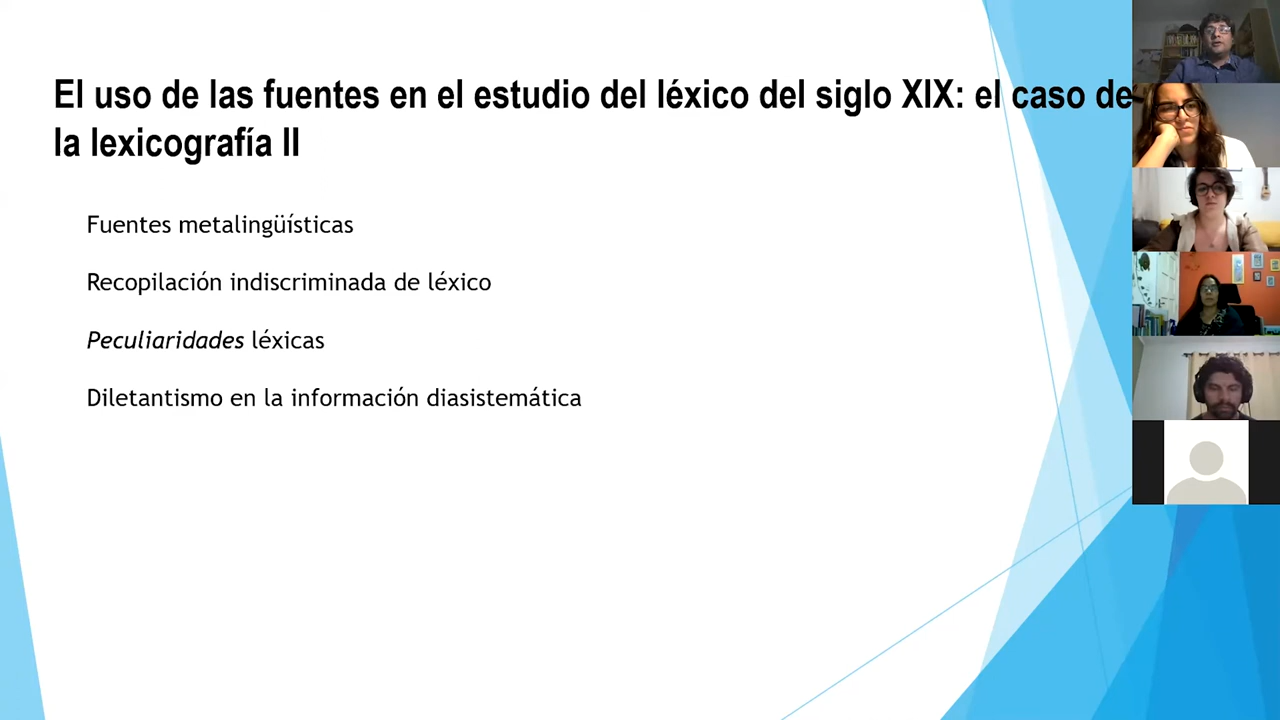 El uso de las fuentes en el estudio del léxico del siglo XIX: el caso de
la lexicografía II
Fuentes metalingüísticas
Recopilación indiscriminada de léxico
Peculiaridades léxicas
Diletantismo en la información diasistemática